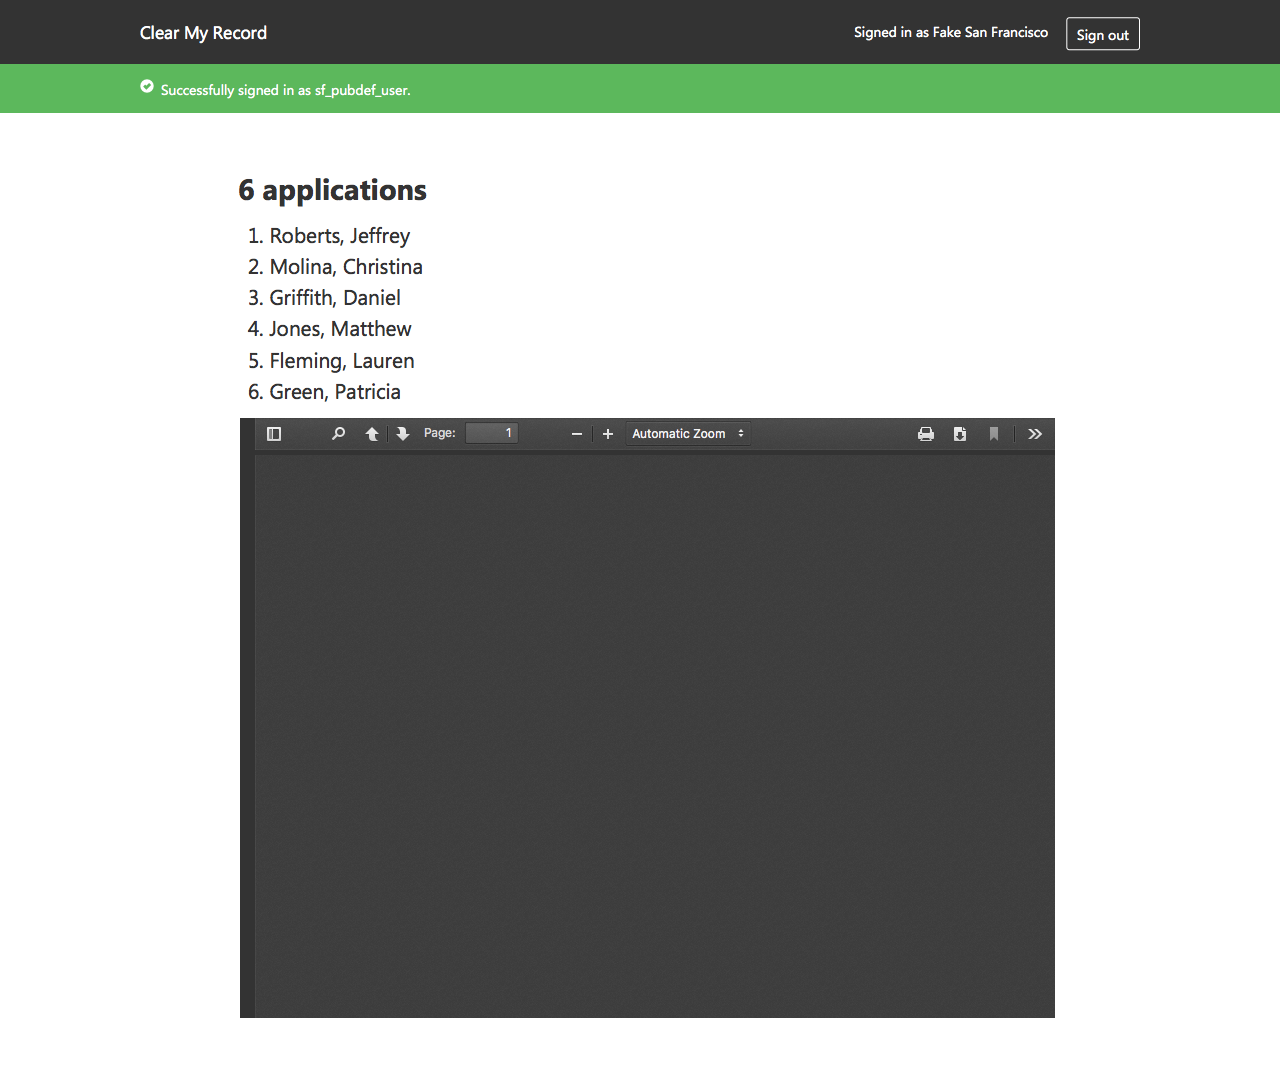 Clear My Record
Signed in as Fake San Francisco
Sign out
Successfully signed in as sf_pubdef_user.
6 applications
1. Roberts, Jeffrey
2. Molina, Christina
3. Griffith, Daniel
4. Jones, Matthew
5. Fleming, Lauren
6. Green, Patricia
Page: 1
Automatic Zoom